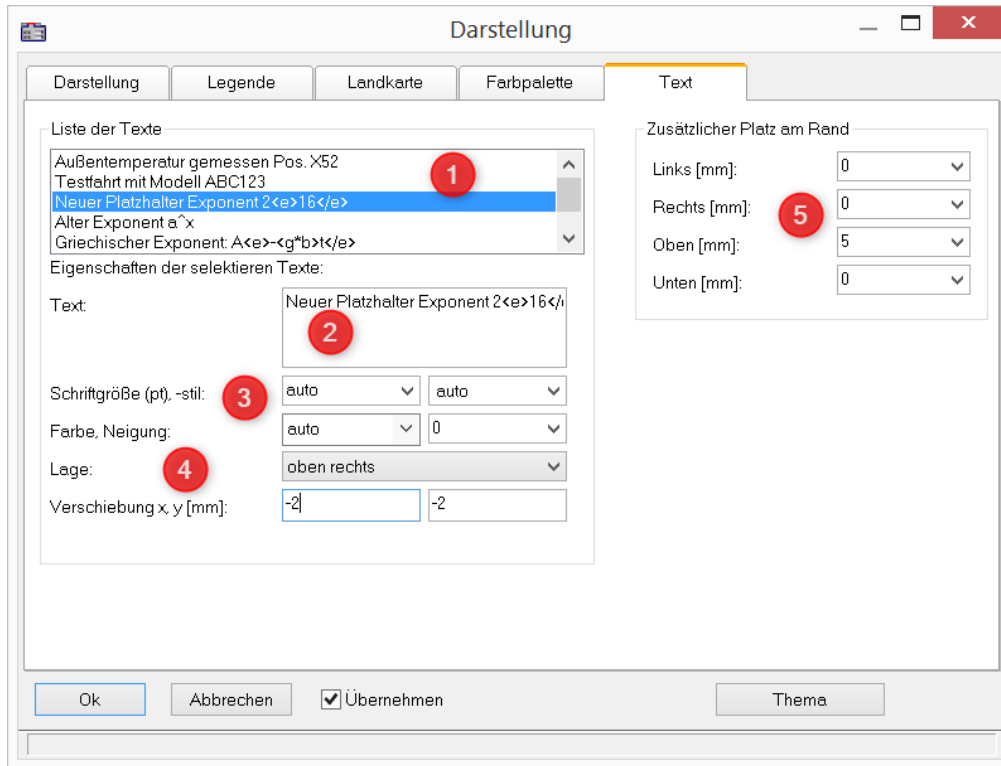 Darstellung
Darstellung Legende Landkarte Farbpalette Text
Liste der Texte
Außentemperatur gemessen Pos. X52
Testfahrt mit Modell ABC123
Neuer Platzhalter Exponent 2<e>16</e>
Alter Exponent a^x
Griechischer Exponent: A<e>-<g*b>t</e>
1
Eigenschaften der selektieren Texte:
Text: Neuer Platzhalter Exponent 2<e>16</
2
Schriftgröße (pt), -stil: 3 auto auto
Farbe, Neigung: auto 0
Lage: 4 oben rechts
Verschiebung x, y [mm]: -2 -2
Zusätzlicher Platz am Rand
Links [mm]: 0
Rechts [mm]: 0
5
Oben [mm]: 5
Unten [mm]: 0
Ok Abbrechen Übernehmen Thema